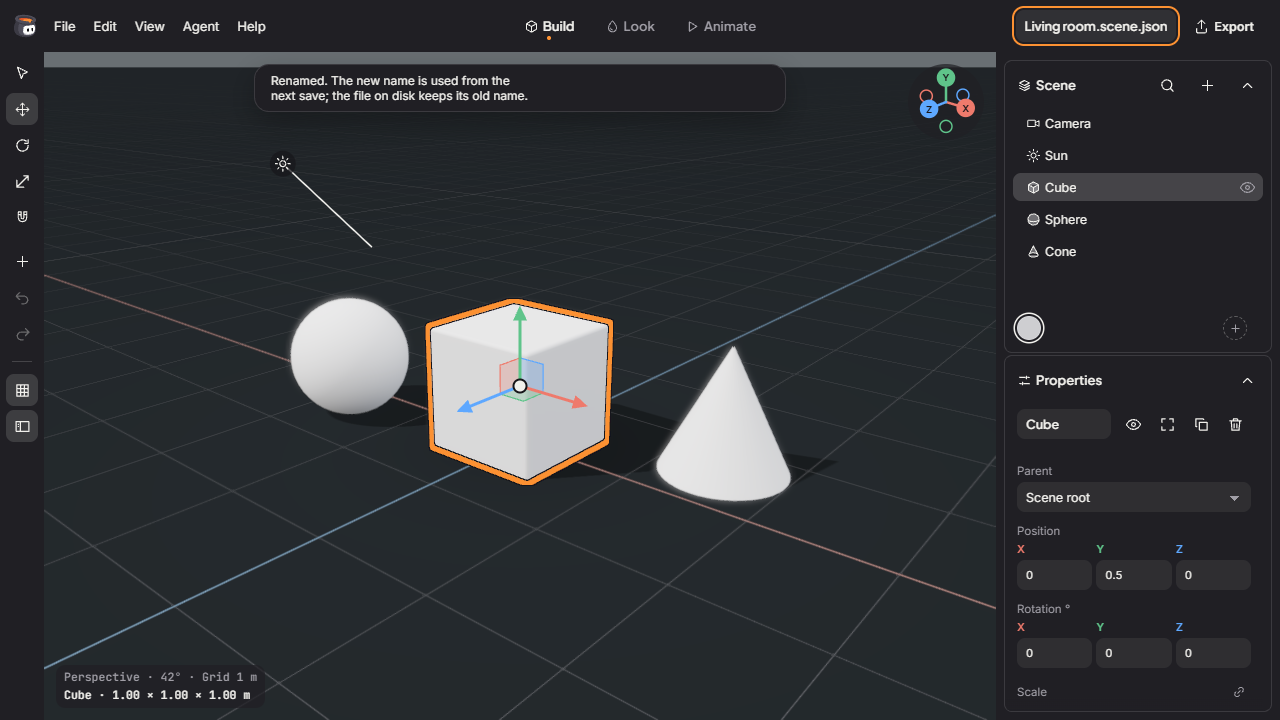 File Edit View Agent Help
Build Look Animate
Living room.scene.json
Export
Renamed. The new name is used from the
next save; the file on disk keeps its old name.
Y
Z
X
Scene
Camera
Sun
Cube
Sphere
Cone
Properties
Cube
Parent
Scene root
Position
X Y Z
0 0.5 0
Rotation °
X Y Z
0 0 0
Scale
Perspective · 42° · Grid 1 m
Cube · 1.00 × 1.00 × 1.00 m